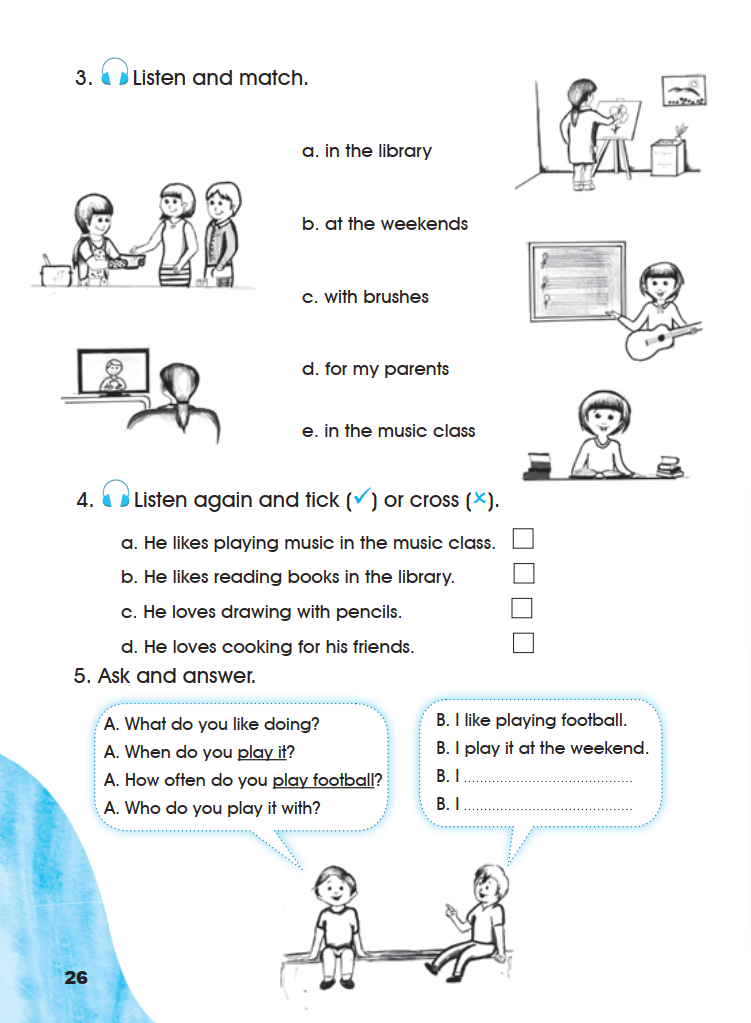 3. Listen and match.
a. in the library
b. at the weekends
c. with brushes
d. for my parents
e. in the music class
4. Listen again and tick (✓) or cross (×).
a. He likes playing music in the music class.
b. He likes reading books in the library.
c. He loves drawing with pencils.
d. He loves cooking for his friends.
5. Ask and answer.
A. What do you like doing?
A. When do you play it?
A. How often do you play football?
A. Who do you play it with?
B. I like playing football.
B. I play it at the weekend.
B. I ..................................
B. I ..................................
26